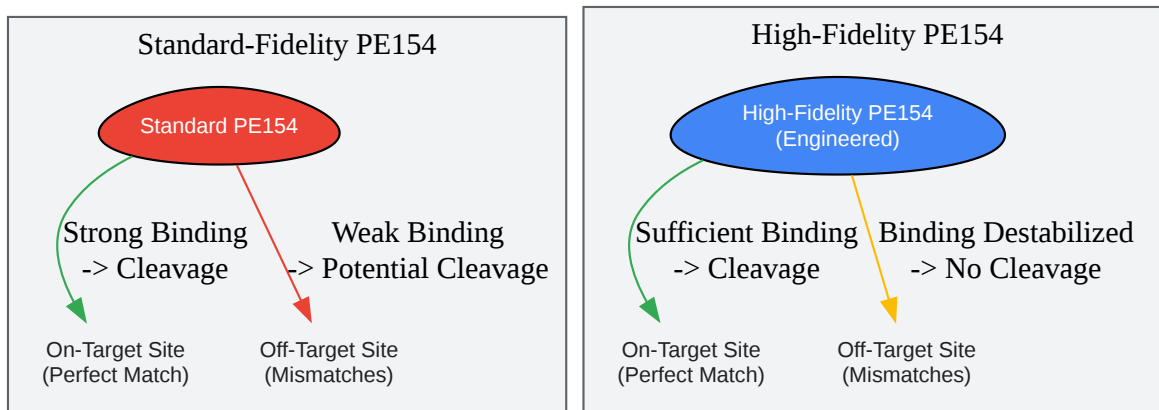 Standard-Fidelity PE154
Standard PE154
Strong Binding
-> Cleavage
Weak Binding
-> Potential Cleavage
On-Target Site
(Perfect Match)
Off-Target Site
(Mismatches)
High-Fidelity PE154
High-Fidelity PE154
(Engineered)
Sufficient Binding
-> Cleavage
Binding Destabilized
-> No Cleavage
On-Target Site
(Perfect Match)
Off-Target Site
(Mismatches)